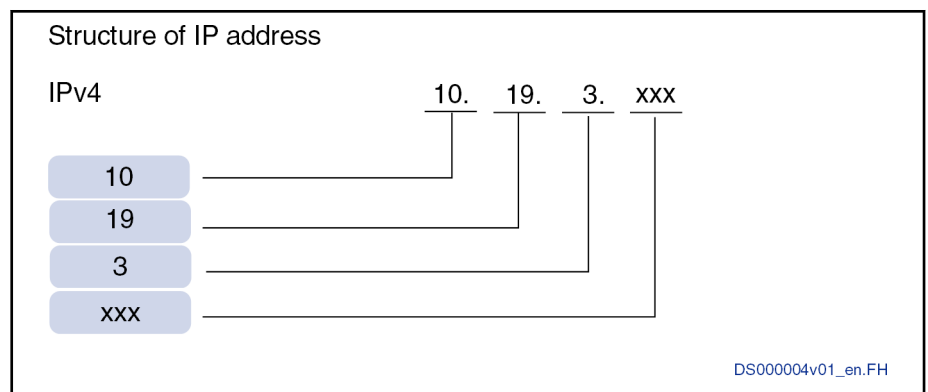 Structure of IP address
IPv4 10. 19. 3. xxx
10
19
3
xxx
DS000004v01_en.FH